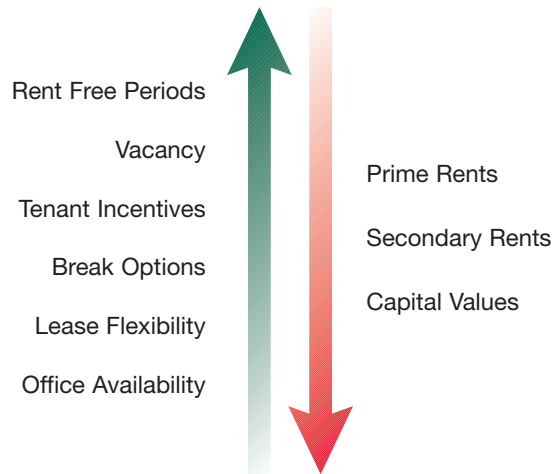 Rent Free Periods
Vacancy
Tenant Incentives
Break Options
Lease Flexibility
Office Availability
Prime Rents
Secondary Rents
Capital Values